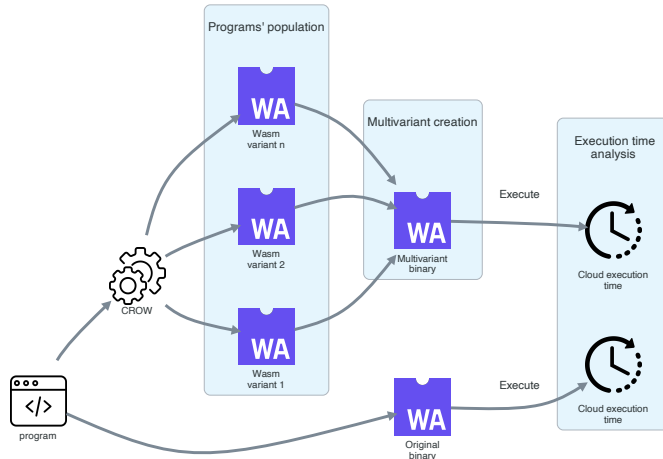 Programs' population
WA
Wasm
variant n
Multivariant creation
Execution time
analysis
WA
Wasm
variant 2
WA
Multivariant
binary
Execute
Cloud execution
time
CROW
WA
Wasm
variant 1
</>
program
WA
Original
binary
Execute
Cloud execution
time